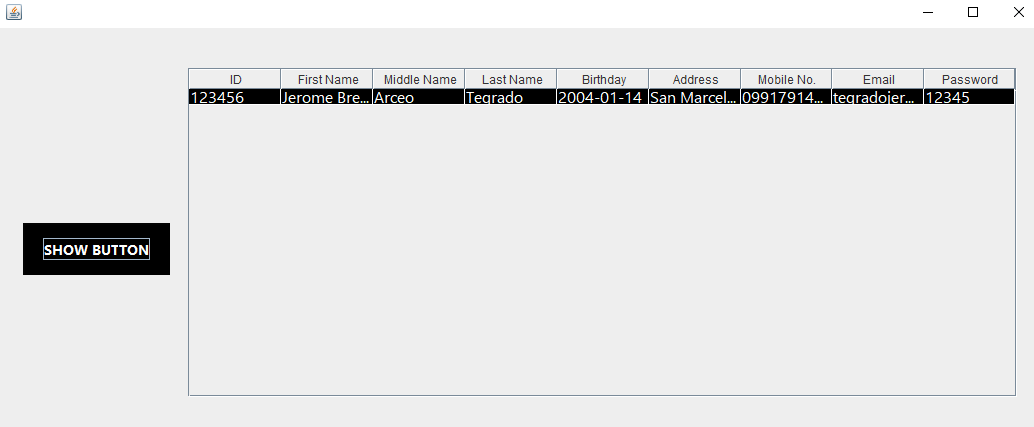 ID First Name Middle Name Last Name Birthday Address Mobile No. Email Password
123456 Jerome Bre... Arceo Tegrado 2004-01-14 San Marcel... 09917914... tegradojer... 12345
SHOW BUTTON